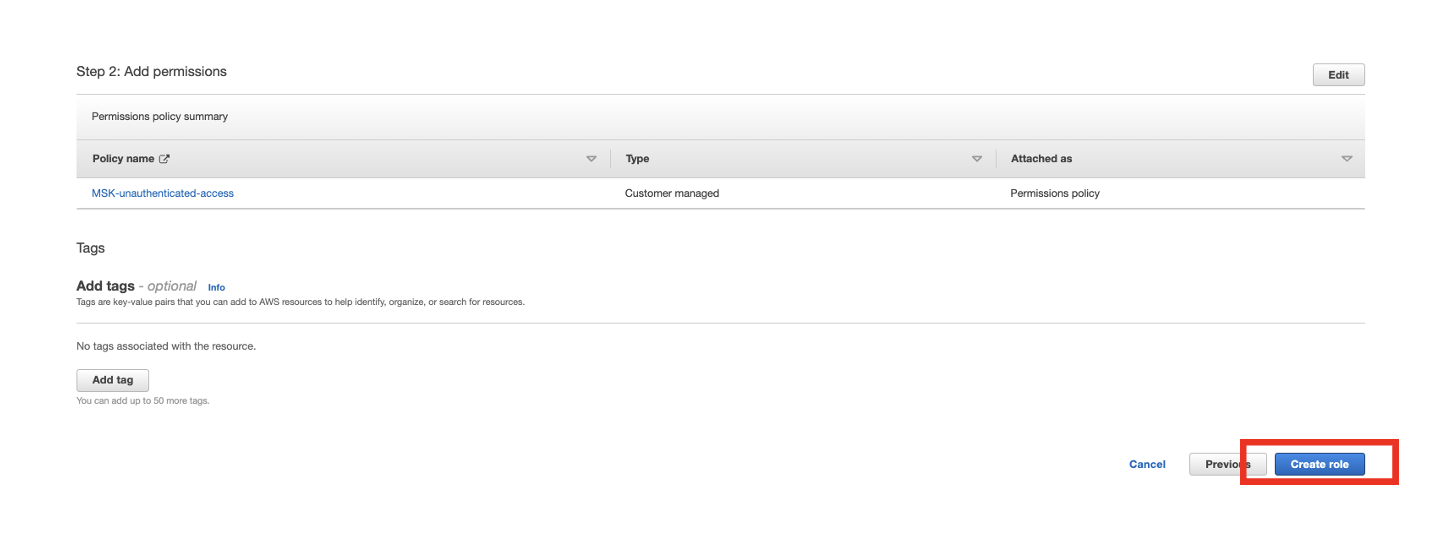 Step 2: Add permissions
Edit
Permissions policy summary
Policy name
Type
Attached as
MSK-unauthenticated-access
Customer managed
Permissions policy
Tags
Add tags - optional Info
Tags are key-value pairs that you can add to AWS resources to help identify, organize, or search for resources.
No tags associated with the resource.
Add tag
You can add up to 50 more tags.
Cancel
Previous
Create role